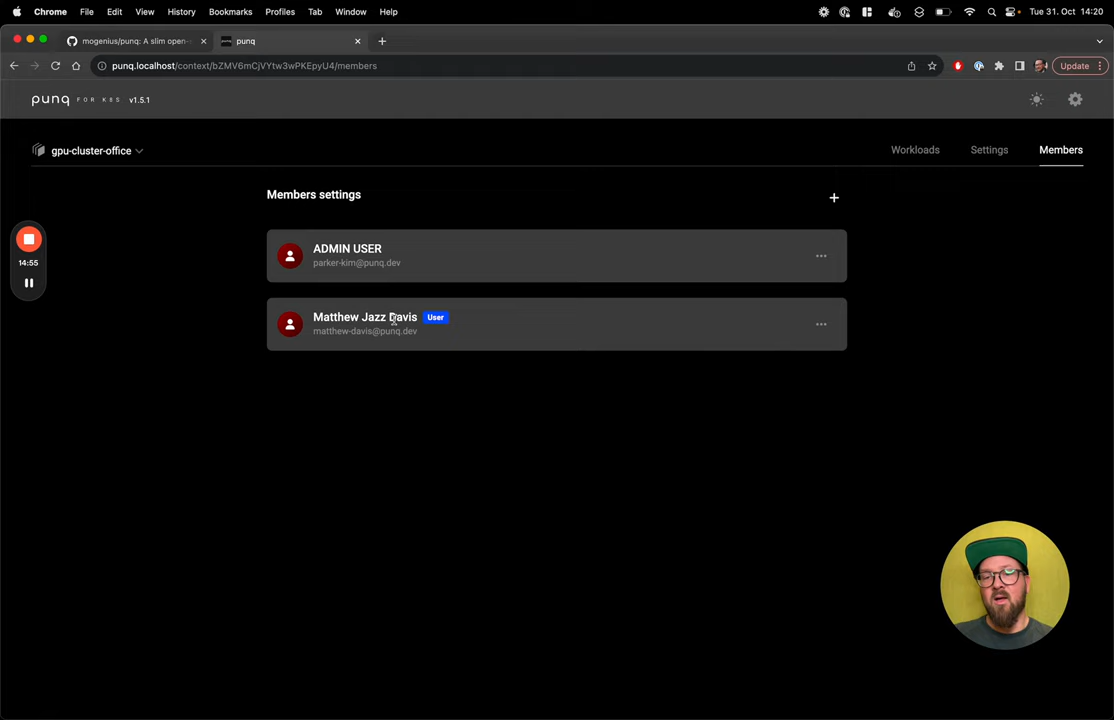 Chrome File Edit View History Bookmarks Profiles Tab Window Help Tue 31. Oct 14:20
mogenius/punq: A slim open-
punq
punq.localhost/context/bZMV6mCjVYtw3wPKEpyU4/members
Update
punq FOR K8S v1.5.1
gpu-cluster-office
Workloads Settings Members
Members settings
ADMIN USER
parker-kim@punq.dev
14:55
Matthew Jazz Davis User
matthew-davis@punq.dev